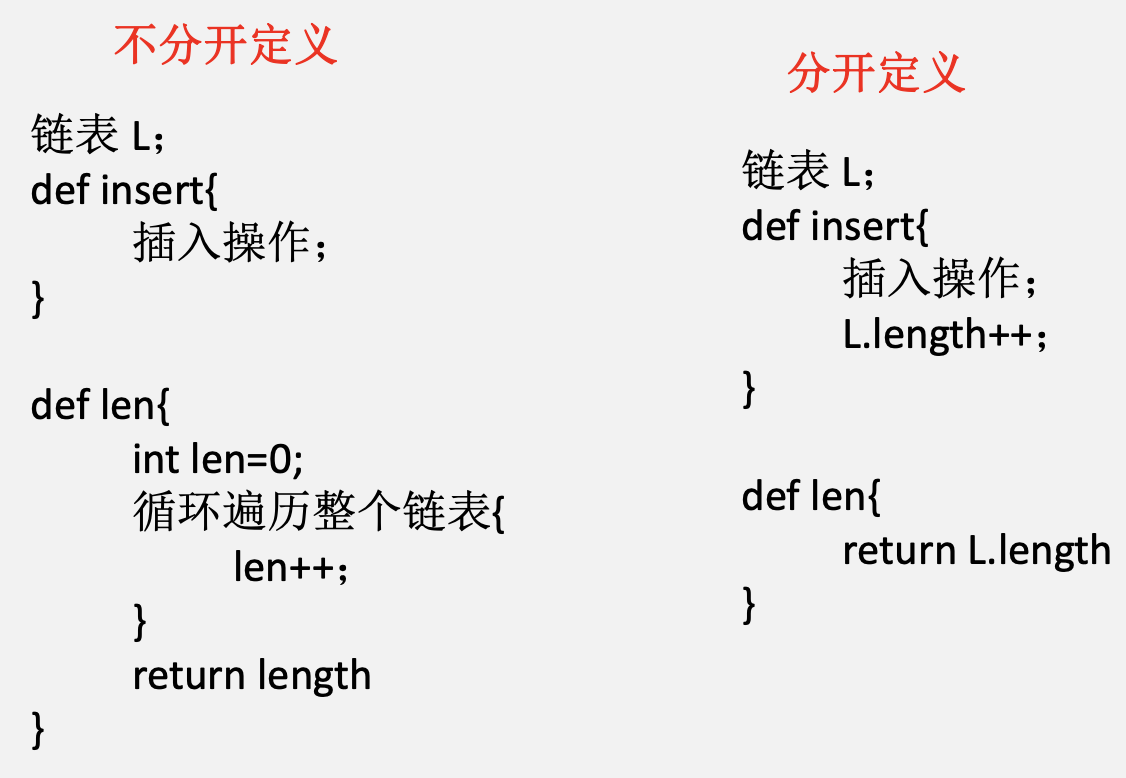 不分开定义
链表 L；
def insert{
插入操作；
}
def len{
int len=0;
循环遍历整个链表{
len++；
}
return length
}
分开定义
链表 L；
def insert{
插入操作；
L.length++；
}
def len{
return L.length
}